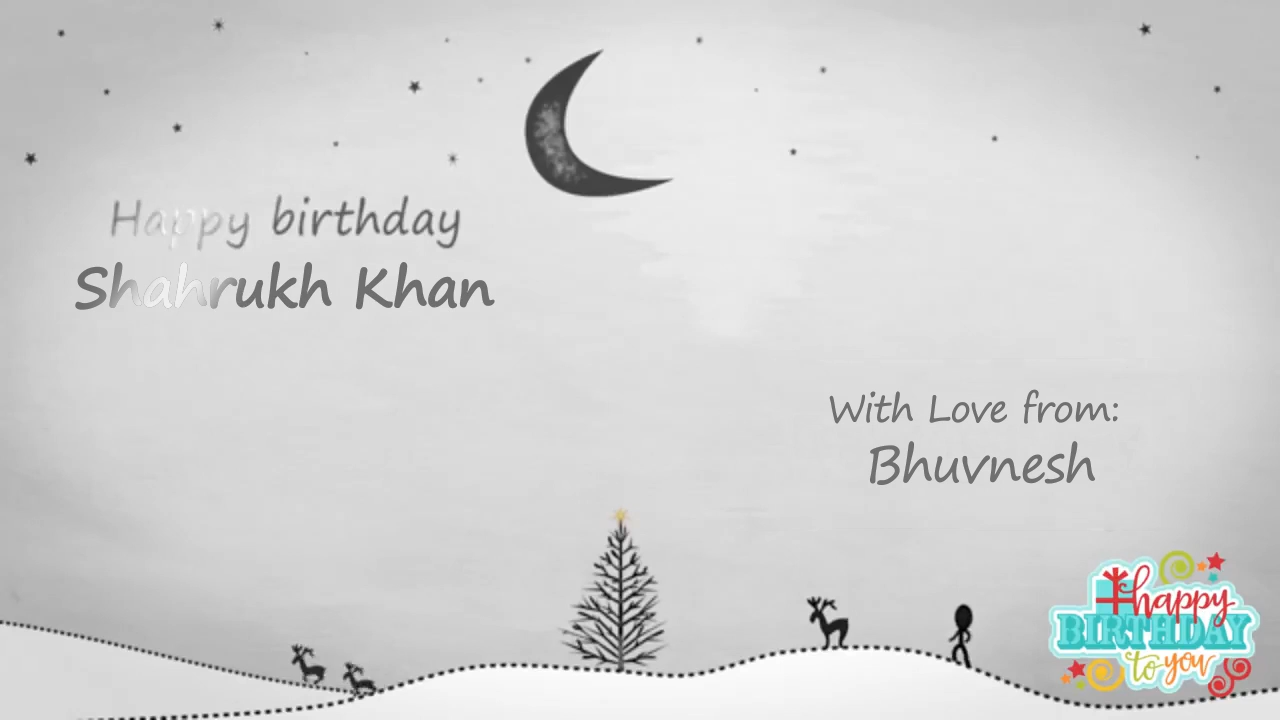 Happy birthday
Shahrukh Khan
With Love from:
Bhuvnesh
happy
BIRTHDAY
to you